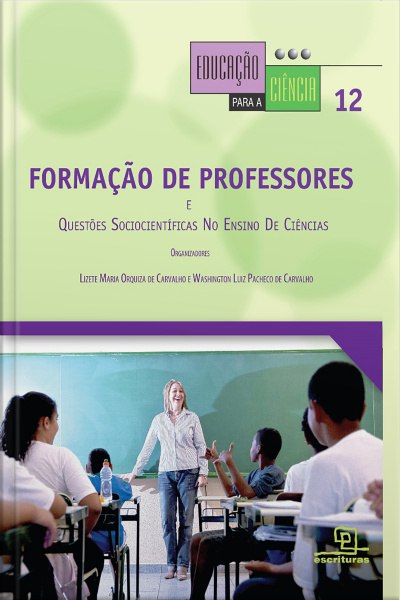 EDUCAÇÃO
PARA A
CIÊNCIA
12
FORMAÇÃO DE PROFESSORES
E
QUESTÕES SOCIOCIENTÍFICAS NO ENSINO DE CIÊNCIAS
ORGANIZADORES
LIZETE MARIA ORQUIZA DE CARVALHO E WASHINGTON LUIZ PACHECO DE CARVALHO
escrituras